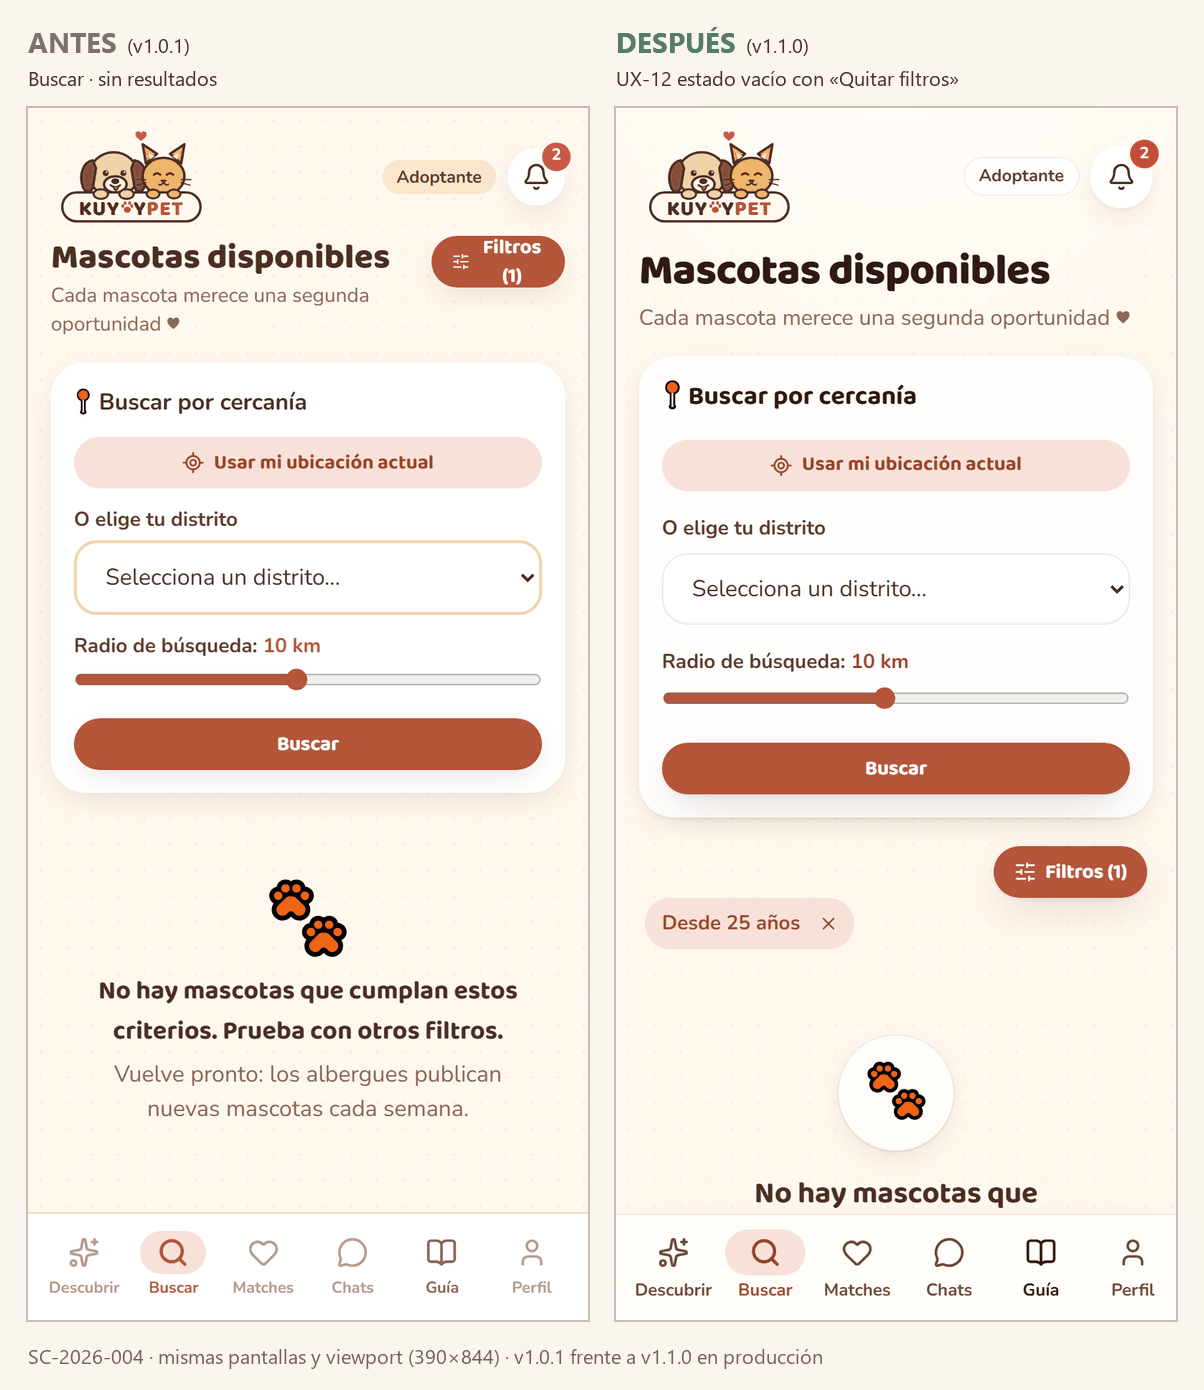 ANTES (v1.0.1)
Buscar · sin resultados
KUYAYPET
Adoptante
2
Mascotas disponibles
Filtros
(1)
Cada mascota merece una segunda
oportunidad ♥
Buscar por cercanía
Usar mi ubicación actual
O elige tu distrito
Selecciona un distrito...
Radio de búsqueda: 10 km
Buscar
No hay mascotas que cumplan estos
criterios. Prueba con otros filtros.
Vuelve pronto: los albergues publican
nuevas mascotas cada semana.
Descubrir Buscar Matches Chats Guía Perfil
DESPUÉS (v1.1.0)
UX-12 estado vacío con «Quitar filtros»
KUYAYPET
Adoptante
2
Mascotas disponibles
Cada mascota merece una segunda oportunidad ♥
Buscar por cercanía
Usar mi ubicación actual
O elige tu distrito
Selecciona un distrito...
Radio de búsqueda: 10 km
Buscar
Filtros (1)
Desde 25 años ×
No hay mascotas que
Descubrir Buscar Matches Chats Guía Perfil
SC-2026-004 · mismas pantallas y viewport (390×844) · v1.0.1 frente a v1.1.0 en producción